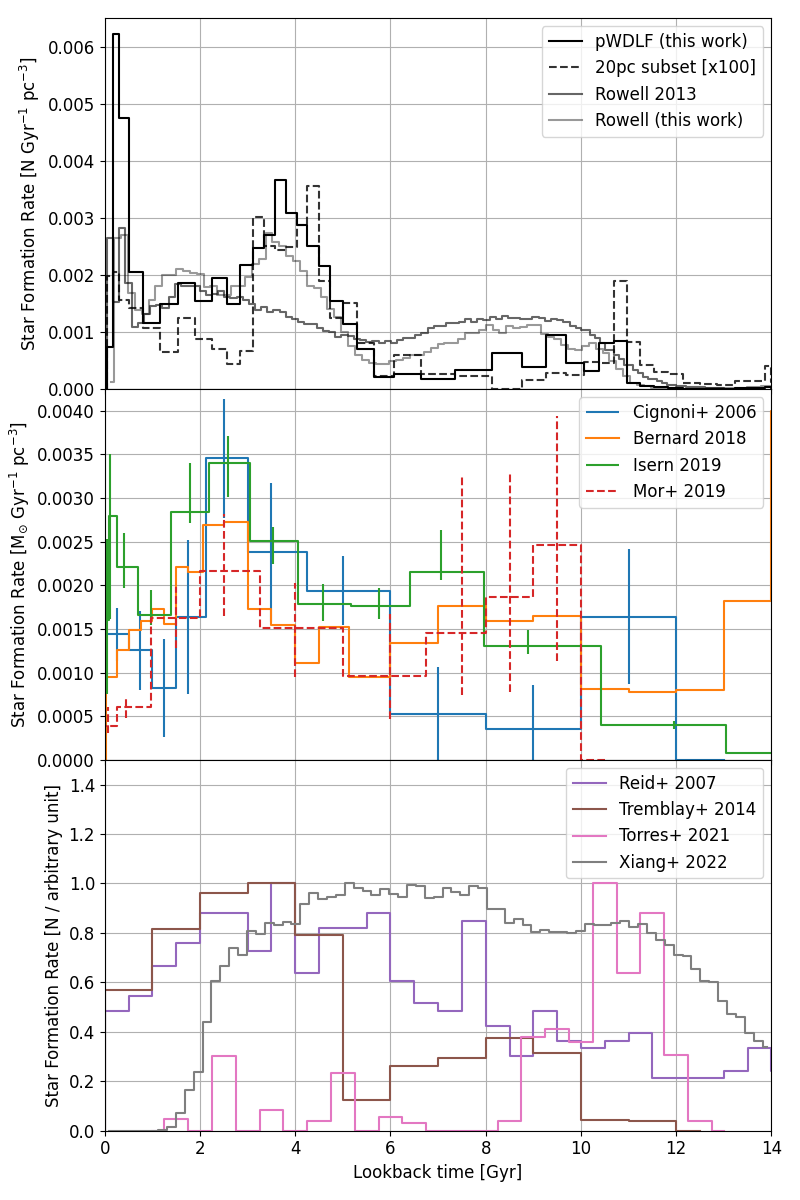 Star Formation Rate [N Gyr⁻¹ pc⁻³]
0.006
0.005
0.004
0.003
0.002
0.001
0.000
pWDLF (this work)
20pc subset [x100]
Rowell 2013
Rowell (this work)
Star Formation Rate [M⊙ Gyr⁻¹ pc⁻³]
0.0040
0.0035
0.0030
0.0025
0.0020
0.0015
0.0010
0.0005
0.0000
Cignoni+ 2006
Bernard 2018
Isern 2019
Mor+ 2019
Star Formation Rate [N / arbitrary unit]
1.4
1.2
1.0
0.8
0.6
0.4
0.2
0.0
Reid+ 2007
Tremblay+ 2014
Torres+ 2021
Xiang+ 2022
0 2 4 6 8 10 12 14
Lookback time [Gyr]